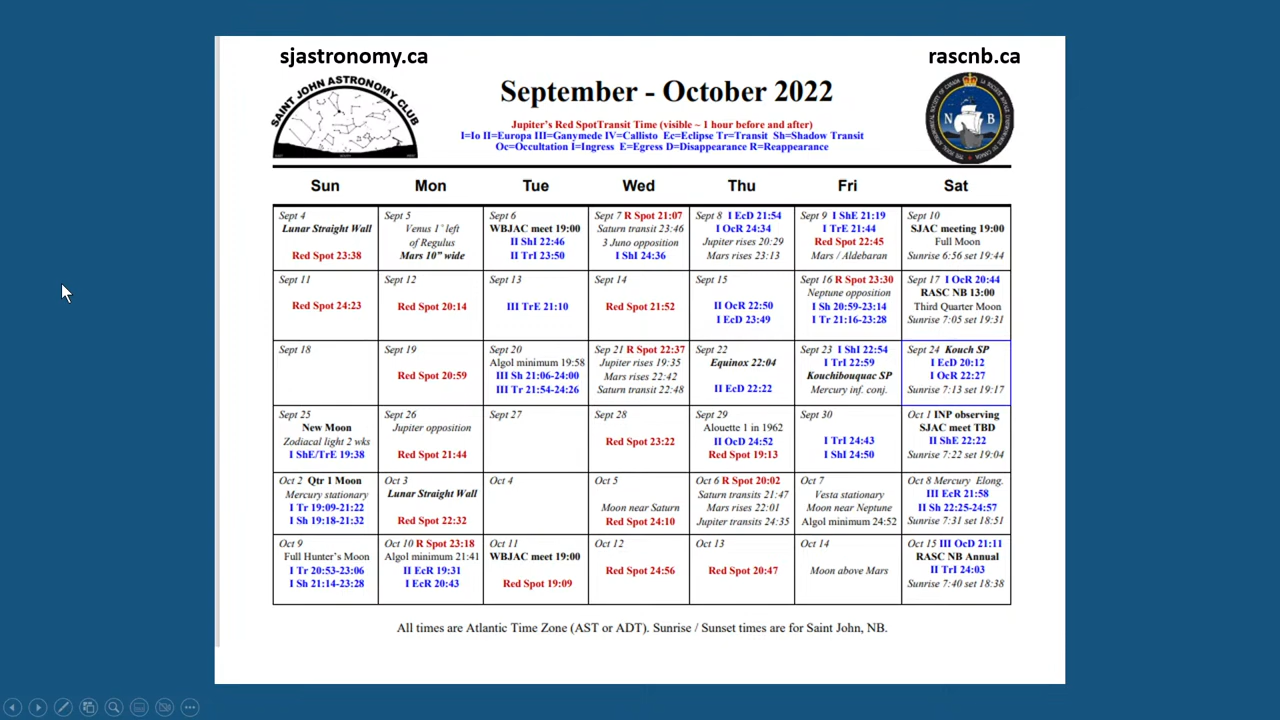 sjastronomy.ca
rascnb.ca
SAINT JOHN ASTRONOMY CLUB
September - October 2022
N B
Jupiter's Red SpotTransit Time (visible ~ 1 hour before and after)
I=Io II=Europa III=Ganymede IV=Callisto Ec=Eclipse Tr=Transit Sh=Shadow Transit
Oc=Occultation I=Ingress E=Egress D=Disappearance R=Reappearance
Sun Mon Tue Wed Thu Fri Sat
Sept 4
Lunar Straight Wall
Red Spot 23:38
Sept 5
Venus 1° left
of Regulus
Mars 10” wide
Sept 6
WBJAC meet 19:00
II ShI 22:46
II TrI 23:50
Sept 7 R Spot 21:07
Saturn transit 23:46
3 Juno opposition
I ShI 24:36
Sept 8 I EcD 21:54
I OcR 24:34
Jupiter rises 20:29
Mars rises 23:13
Sept 9 I ShE 21:19
I TrE 21:44
Red Spot 22:45
Mars / Aldebaran
Sept 10
SJAC meeting 19:00
Full Moon
Sunrise 6:56 set 19:44
Sept 11
Red Spot 24:23
Sept 12
Red Spot 20:14
Sept 13
III TrE 21:10
Sept 14
Red Spot 21:52
Sept 15
II OcR 22:50
I EcD 23:49
Sept 16 R Spot 23:30
Neptune opposition
I Sh 20:59-23:14
I Tr 21:16-23:28
Sept 17 I OcR 20:44
RASC NB 13:00
Third Quarter Moon
Sunrise 7:05 set 19:31
Sept 18
Sept 19
Red Spot 20:59
Sept 20
Algol minimum 19:58
III Sh 21:06-24:00
III Tr 21:54-24:26
Sep 21 R Spot 22:37
Jupiter rises 19:35
Mars rises 22:42
Saturn transit 22:48
Sept 22
Equinox 22:04
II EcD 22:22
Sept 23 I ShI 22:54
I TrI 22:59
Kouchibouquac SP
Mercury inf. conj.
Sept 24 Kouch SP
I EcD 20:12
I OcR 22:27
Sunrise 7:13 set 19:17
Sept 25
New Moon
Zodiacal light 2 wks
I ShE/TrE 19:38
Sept 26
Jupiter opposition
Red Spot 21:44
Sept 27
Sept 28
Red Spot 23:22
Sept 29
Alouette 1 in 1962
II OcD 24:52
Red Spot 19:13
Sept 30
I TrI 24:43
I ShI 24:50
Oct 1 INP observing
SJAC meet TBD
II ShE 22:22
Sunrise 7:22 set 19:04
Oct 2 Qtr 1 Moon
Mercury stationary
I Tr 19:09-21:22
I Sh 19:18-21:32
Oct 3
Lunar Straight Wall
Red Spot 22:32
Oct 4
Oct 5
Moon near Saturn
Red Spot 24:10
Oct 6 R Spot 20:02
Saturn transits 21:47
Mars rises 22:01
Jupiter transits 24:35
Oct 7
Vesta stationary
Moon near Neptune
Algol minimum 24:52
Oct 8 Mercury Elong.
III EcR 21:58
II Sh 22:25-24:57
Sunrise 7:31 set 18:51
Oct 9
Full Hunter's Moon
I Tr 20:53-23:06
I Sh 21:14-23:28
Oct 10 R Spot 23:18
Algol minimum 21:41
II EcR 19:31
I EcR 20:43
Oct 11
WBJAC meet 19:00
Red Spot 19:09
Oct 12
Red Spot 24:56
Oct 13
Red Spot 20:47
Oct 14
Moon above Mars
Oct 15 III OcD 21:11
RASC NB Annual
II TrI 24:03
Sunrise 7:40 set 18:38
All times are Atlantic Time Zone (AST or ADT). Sunrise / Sunset times are for Saint John, NB.